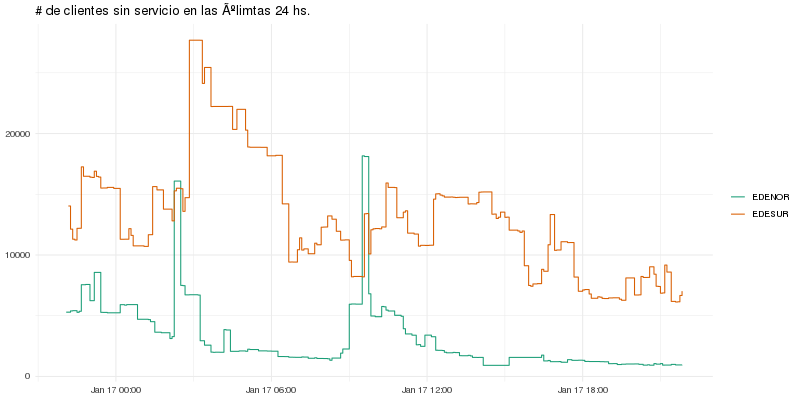 # de clientes sin servicio en las Ãºlimtas 24 hs.
20000
10000
0
Jan 17 00:00
Jan 17 06:00
Jan 17 12:00
Jan 17 18:00
EDENOR
EDESUR